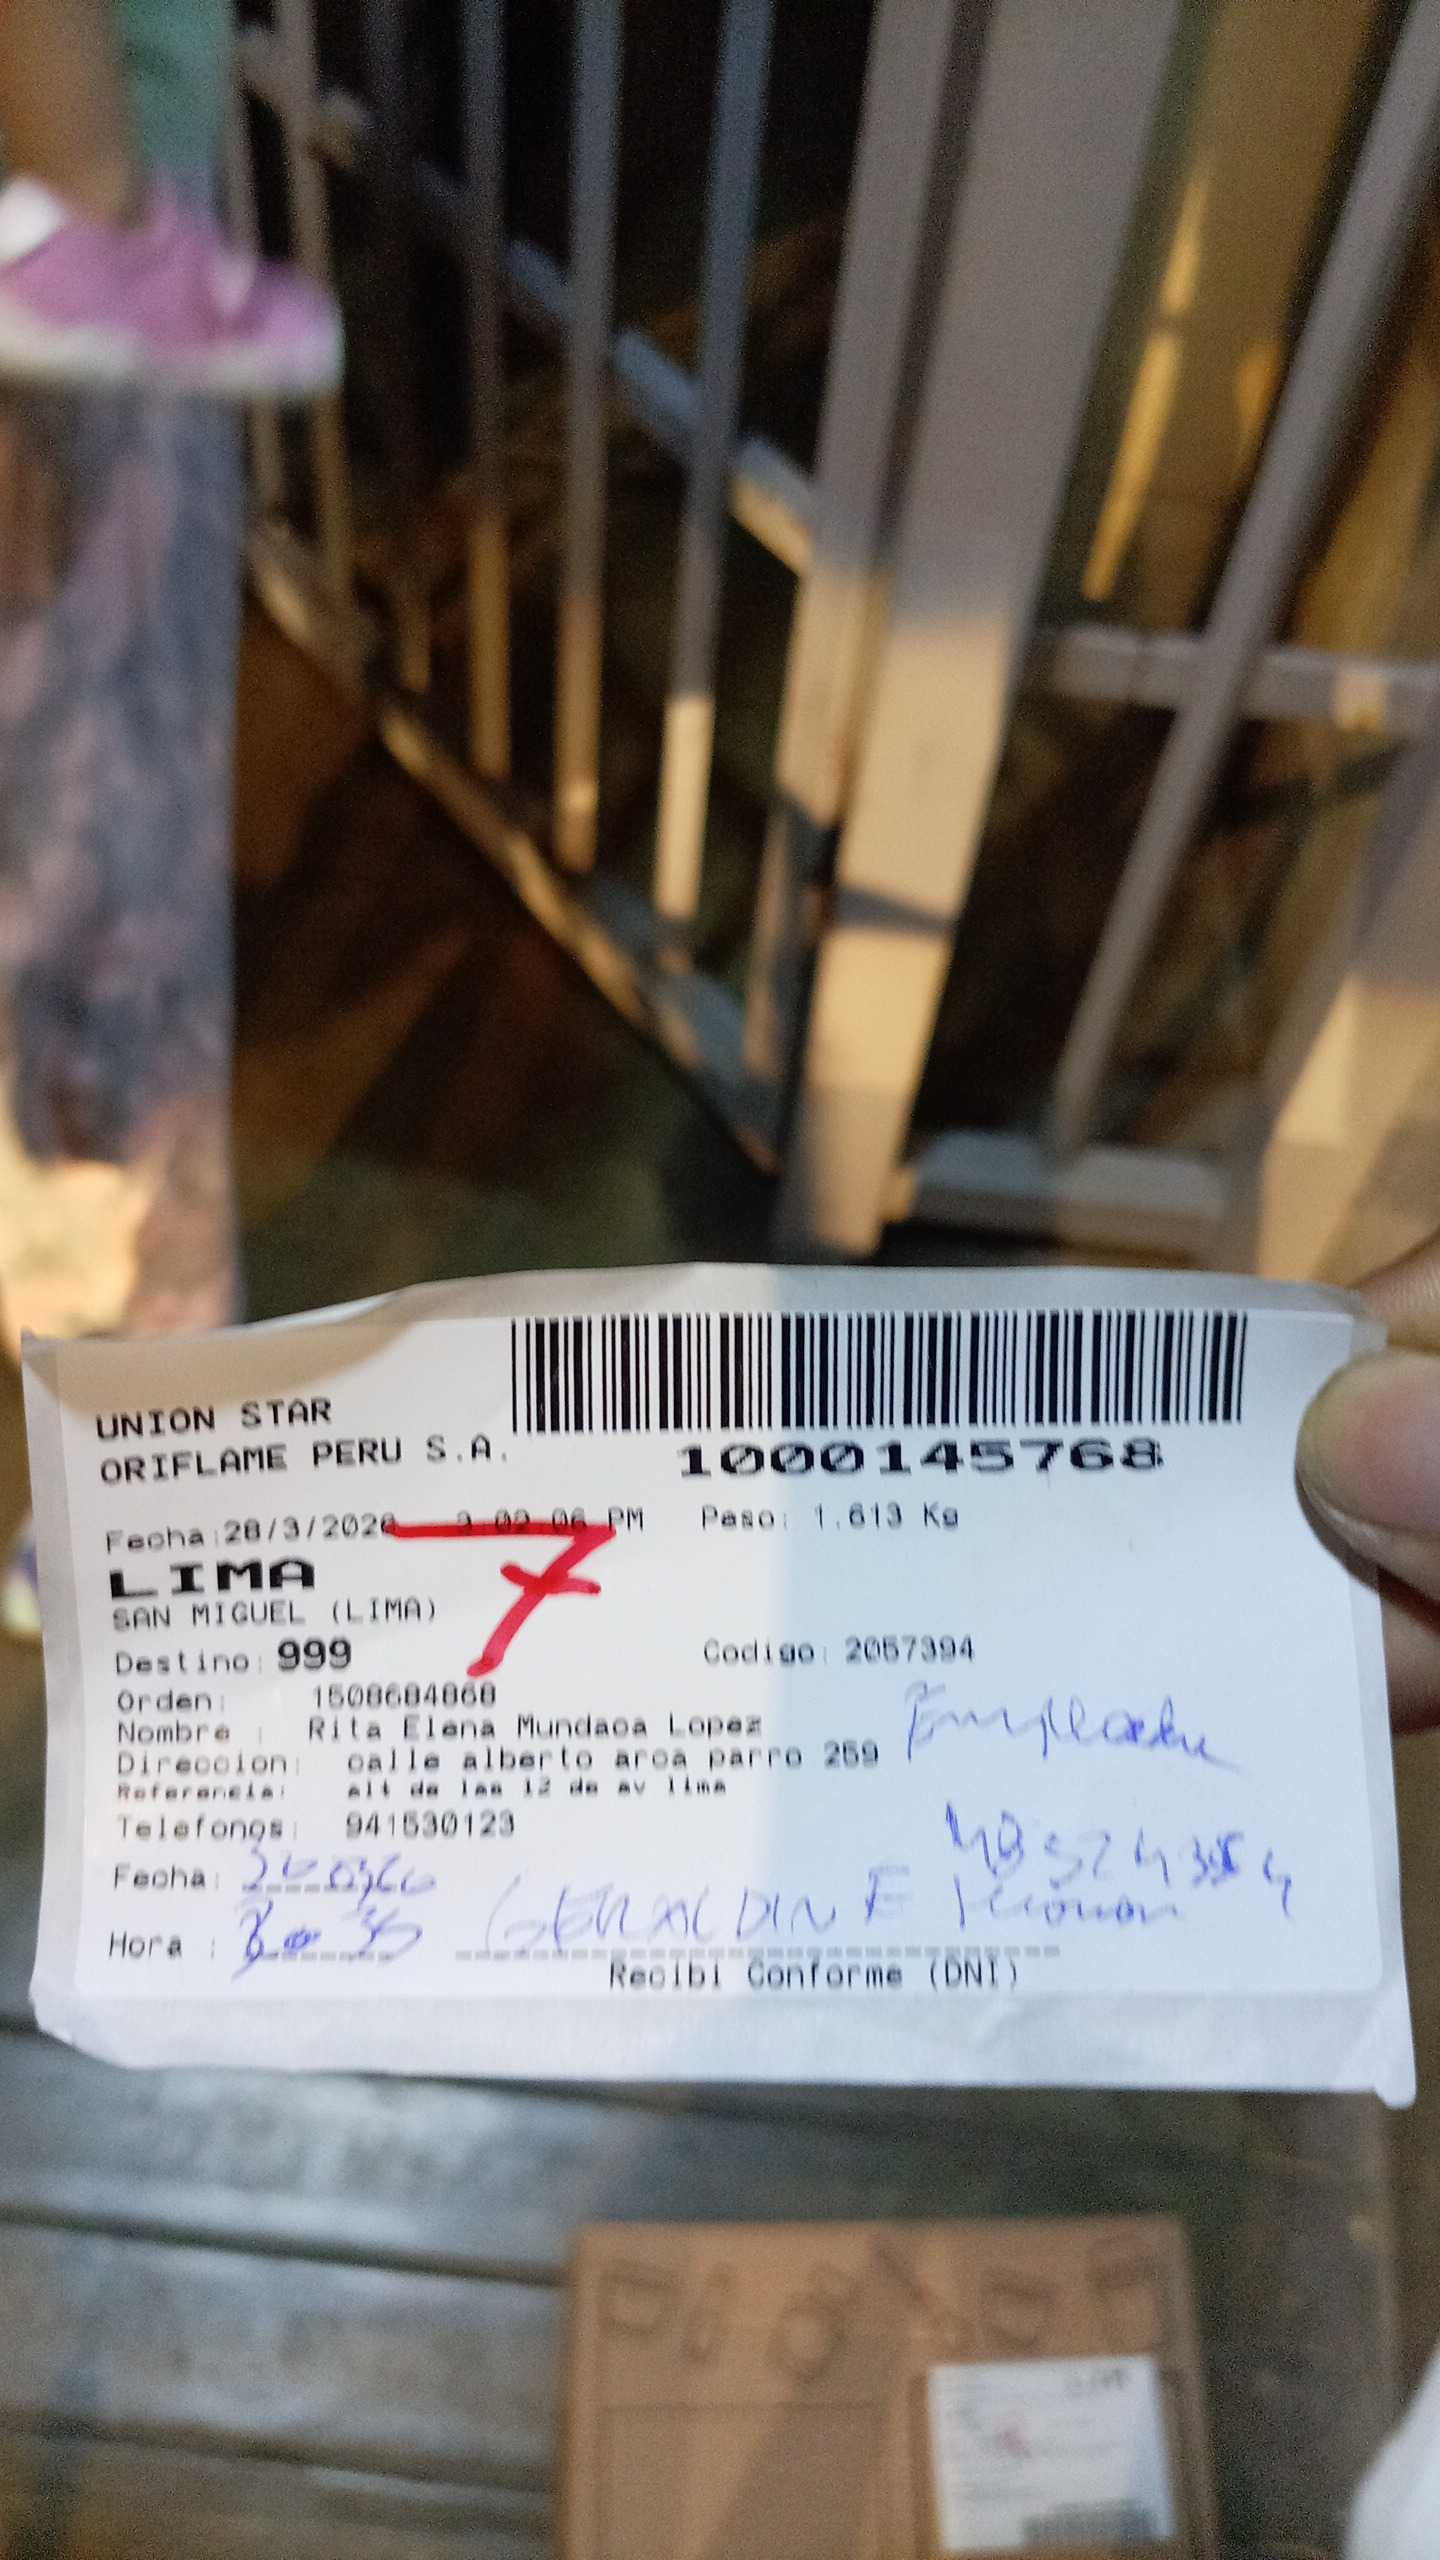 UNION STAR
ORIFLAME PERU S.A.
1000145768
Fecha:28/3/2026 3:02:06 PM Peso: 1.613 Kg
7
LIMA
SAN MIGUEL (LIMA)
Destino: 999 Codigo: 2057394
Orden: 1508684868
Nombre : Rita Elena Mundaca Lopez
Direccion: calle alberto arca parro 259
Referencia: alt de las 12 de av lima
Telefonos: 941530123
Fecha:
Hora : GERALDINE
Recibi Conforme (DNI)